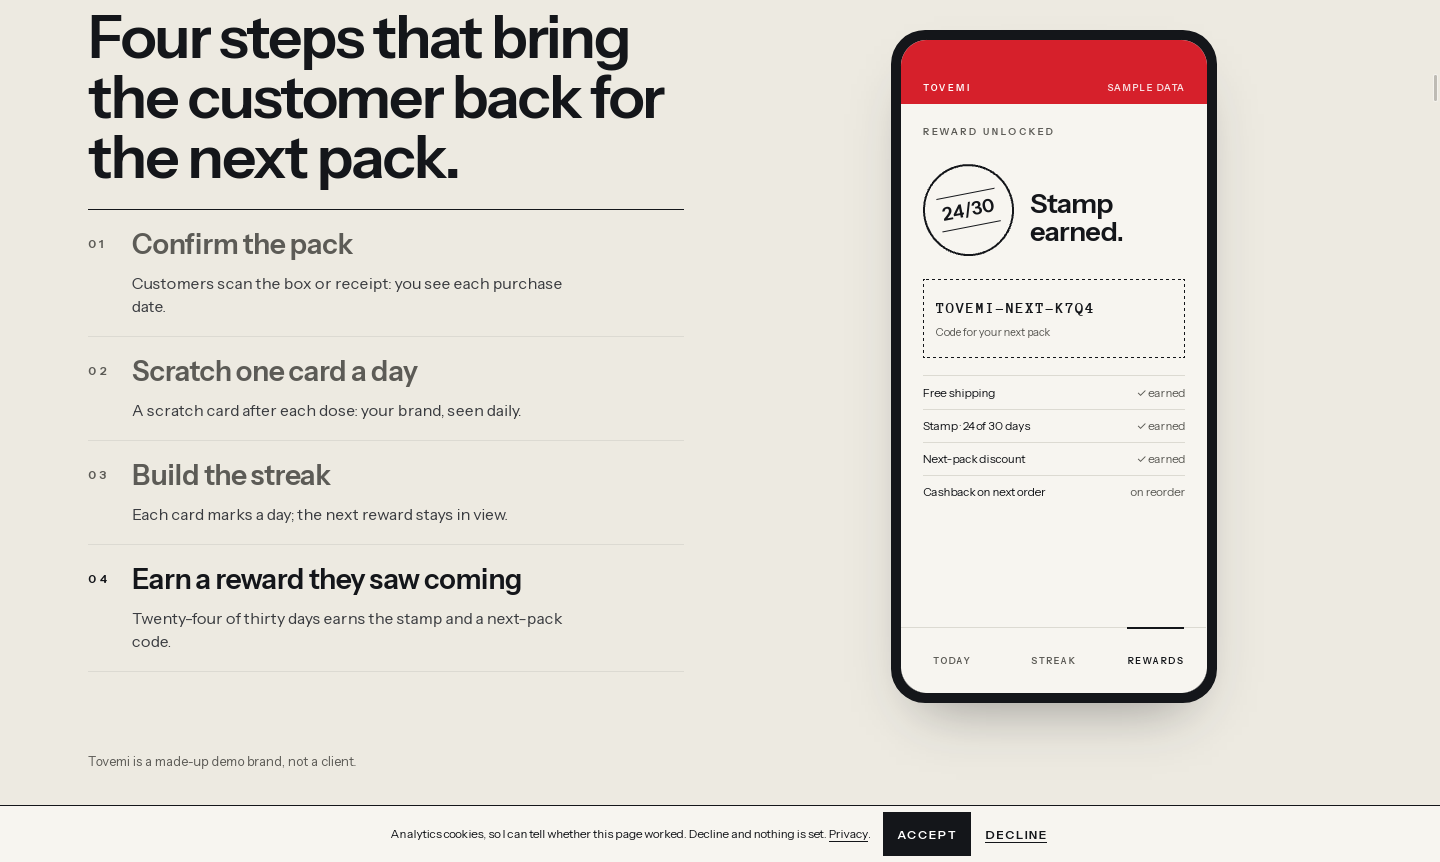 Four steps that bring
the customer back for
the next pack.
01 Confirm the pack
Customers scan the box or receipt: you see each purchase
date.
02 Scratch one card a day
A scratch card after each dose: your brand, seen daily.
03 Build the streak
Each card marks a day; the next reward stays in view.
04 Earn a reward they saw coming
Twenty-four of thirty days earns the stamp and a next-pack
code.
Tovemi is a made-up demo brand, not a client.
TOVEMI SAMPLE DATA
REWARD UNLOCKED
24/30
Stamp
earned.
TOVEMI-NEXT-K7Q4
Code for your next pack
Free shipping ✓ earned
Stamp · 24 of 30 days ✓ earned
Next-pack discount ✓ earned
Cashback on next order on reorder
TODAY STREAK REWARDS
Analytics cookies, so I can tell whether this page worked. Decline and nothing is set. Privacy. ACCEPT DECLINE